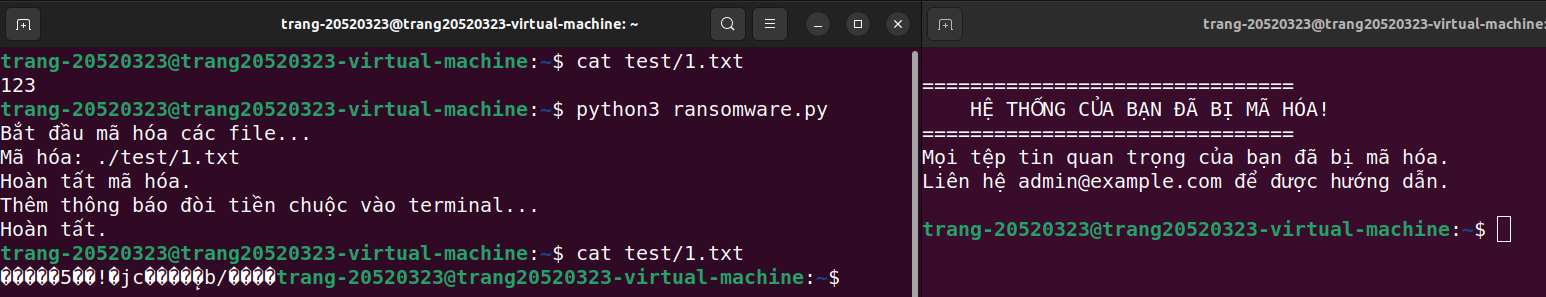 trang-20520323@trang20520323-virtual-machine: ~
trang-20520323@trang20520323-virtual-machine:~$ cat test/1.txt
123
trang-20520323@trang20520323-virtual-machine:~$ python3 ransomware.py
Bắt đầu mã hóa các file...
Mã hóa: ./test/1.txt
Hoàn tất mã hóa.
Thêm thông báo đòi tiền chuộc vào terminal...
Hoàn tất.
trang-20520323@trang20520323-virtual-machine:~$ cat test/1.txt
�����5��!�jc�����b/����trang-20520323@trang20520323-virtual-machine:~$
trang-20520323@trang20520323-virtual-machine:
===============================
HỆ THỐNG CỦA BẠN ĐÃ BỊ MÃ HÓA!
===============================
Mọi tệp tin quan trọng của bạn đã bị mã hóa.
Liên hệ admin@example.com để được hướng dẫn.
trang-20520323@trang20520323-virtual-machine:~$